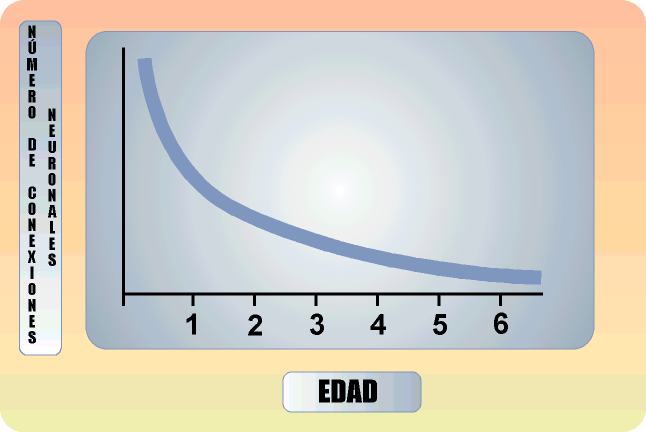 NÚMERO DE CONEXIONES
NEURONALES
1 2 3 4 5 6
EDAD